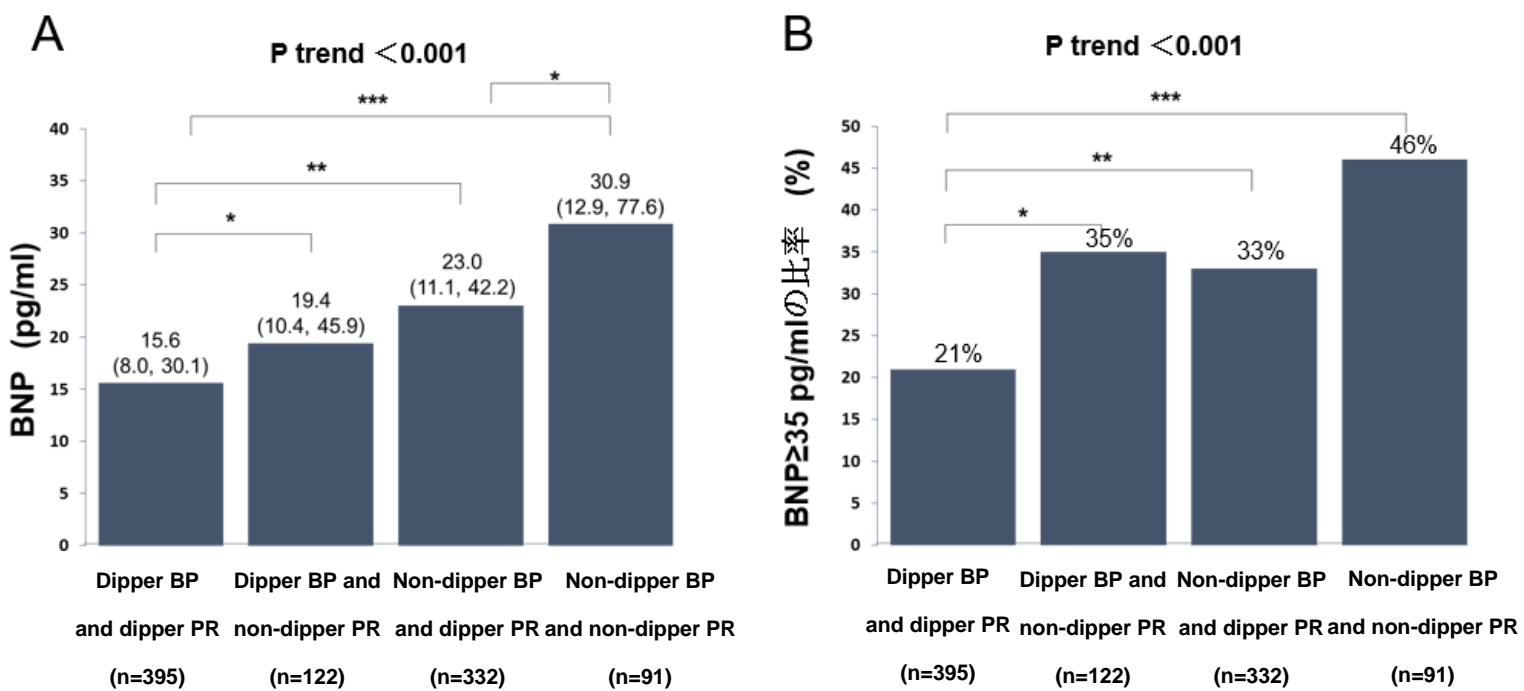 A
P trend ＜0.001
*
***
**
*
BNP (pg/ml)
40
35
30
25
20
15
10
5
0
15.6
(8.0, 30.1)
19.4
(10.4, 45.9)
23.0
(11.1, 42.2)
30.9
(12.9, 77.6)
Dipper BP
and dipper PR
(n=395)
Dipper BP and
non-dipper PR
(n=122)
Non-dipper BP
and dipper PR
(n=332)
Non-dipper BP
and non-dipper PR
(n=91)
B
P trend ＜0.001
***
**
*
BNP≥35 pg/mlの比率 (%)
50
45
40
35
30
25
20
15
10
5
0
21%
35%
33%
46%
Dipper BP
and dipper PR
(n=395)
Dipper BP and
non-dipper PR
(n=122)
Non-dipper BP
and dipper PR
(n=332)
Non-dipper BP
and non-dipper PR
(n=91)